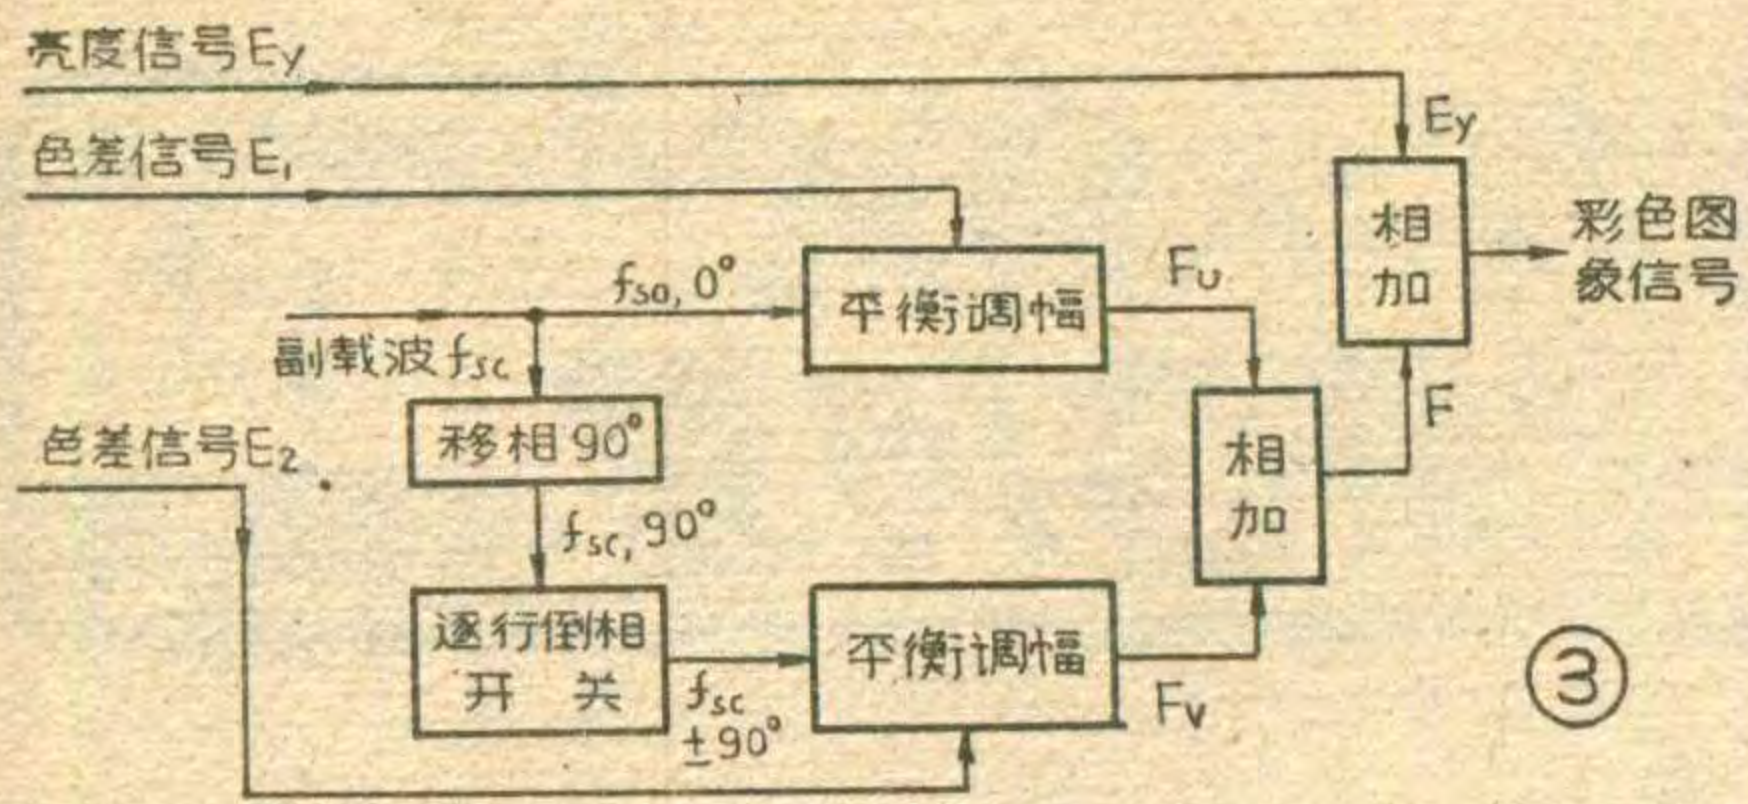 亮度信号Ey
Ey
色差信号E₁
相加
彩色图
象信号
fsa, 0°
平衡调幅
Fu
副载波fsc
F
移相90°
色差信号E₂
相加
fsc, 90°
逐行倒相
开关
fsc
±90°
平衡调幅
Fv
③